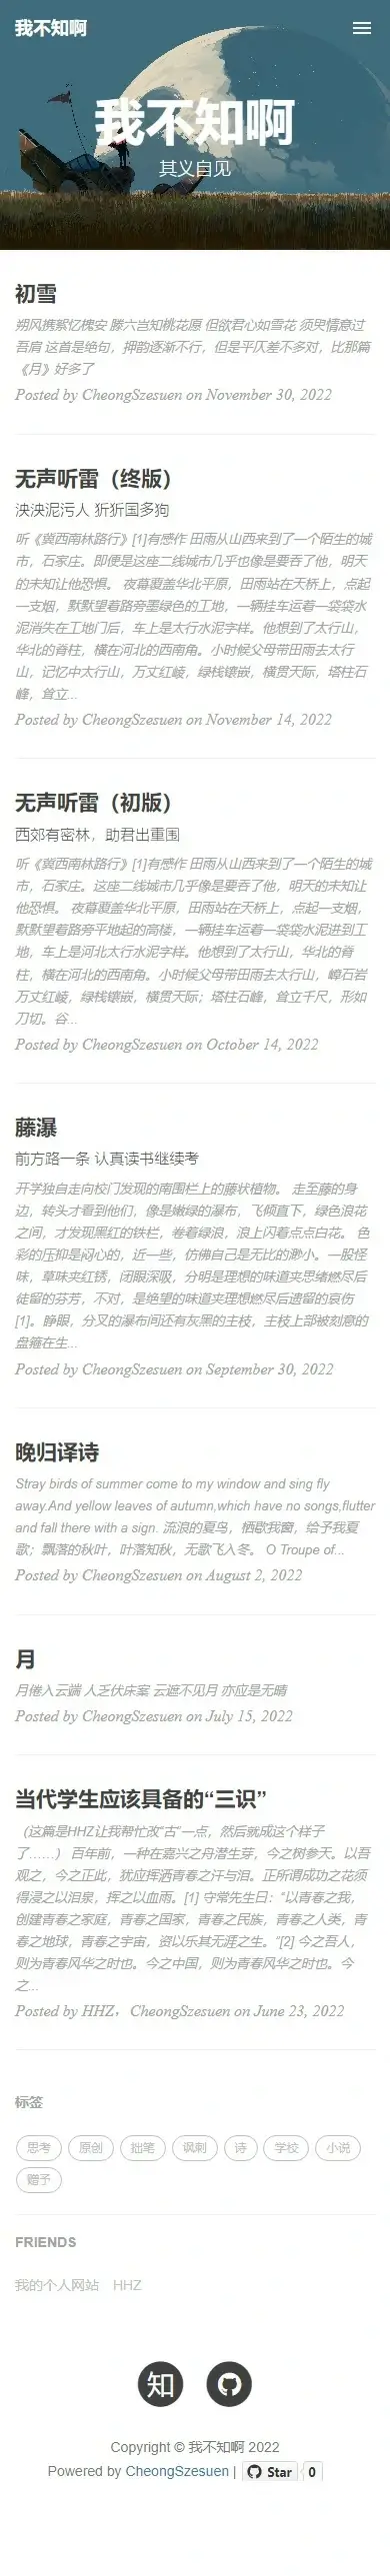 我不知啊
我不知啊
其义自见
初雪
朔风携絮忆槐安 滕六岂知桃花愿 但欲君心如雪花 须臾情意过
吾肩 这首是绝句，押韵逐渐不行，但是平仄差不多对，比那篇
《月》好多了
Posted by CheongSzesuen on November 30, 2022
无声听雷（终版）
泱泱泥污人 狁狁国多狗
听《冀西南林路行》[1]有感作 田雨从山西来到了一个陌生的城
市，石家庄。即便是这座二线城市几乎也像是要吞了他，明天
的未知让他恐惧。 夜幕覆盖华北平原，田雨站在天桥上，点起
一支烟，默默望着路旁墨绿色的工地，一辆挂车运着一袋袋水
泥消失在工地门后，车上是太行水泥字样。他想到了太行山，
华北的脊柱，横在河北的西南角。小时候父母带田雨去太行
山，记忆中太行山，万丈红崚，绿栈镶嵌，横贯天际，塔柱石
峰，耸立...
Posted by CheongSzesuen on November 14, 2022
无声听雷（初版）
西郊有密林，助君出重围
听《冀西南林路行》[1]有感作 田雨从山西来到了一个陌生的城
市，石家庄。这座二线城市几乎像是要吞了他，明天的未知让
他恐惧。 夜幕覆盖华北平原，田雨站在天桥上，点起一支烟，
默默望着路旁平地起的高楼，一辆挂车运着一袋袋水泥进到工
地，车上是河北太行水泥字样。他想到了太行山，华北的脊
柱，横在河北的西南角。小时候父母带田雨去太行山，嶂石岩
万丈红崚，绿栈镶嵌，横贯天际；塔柱石峰，耸立千尺，形如
刀切。谷...
Posted by CheongSzesuen on October 14, 2022
藤瀑
前方路一条 认真读书继续考
开学独自走向校门发现的南围栏上的藤状植物。 走至藤的身
边，转头才看到他们，像是嫩绿的瀑布，飞倾直下，绿色浪花
之间，才发现黑红的铁栏，卷着绿浪，浪上闪着点点白花。 色
彩的压抑是闷心的，近一些，仿佛自己是无比的渺小。一股怪
味，草味夹红锈，闭眼深吸，分明是理想的味道夹思绪燃尽后
徒留的芬芳，不对，是绝望的味道夹理想燃尽后遗留的哀伤
[1]。睁眼，分叉的瀑布间还有灰黑的主枝，主枝上部被刻意的
盘箍在生...
Posted by CheongSzesuen on September 30, 2022
晚归译诗
Stray birds of summer come to my window and sing fly
away.And yellow leaves of autumn,which have no songs,flutter
and fall there with a sign. 流浪的夏鸟，栖歇我窗，给予我夏
歌；飘落的秋叶，叶落知秋，无歌飞入冬。 O Troupe of...
Posted by CheongSzesuen on August 2, 2022
月
月倦入云端 人乏伏床案 云遮不见月 亦应是无晴
Posted by CheongSzesuen on July 15, 2022
当代学生应该具备的“三识”
（这篇是HHZ让我帮忙改“古”一点，然后就成这个样子
了……） 百年前，一种在嘉兴之舟潜生芽，今之树参天。以吾
观之，今之正此，犹应挥洒青春之汗与泪。正所谓成功之花须
得浸之以泪泉，挥之以血雨。[1] 守常先生曰：“以青春之我，
创建青春之家庭，青春之国家，青春之民族，青春之人类，青
春之地球，青春之宇宙，资以乐其无涯之生。”[2] 今之吾人，
则为青春风华之时也。今之中国，则为青春风华之时也。今
之...
Posted by HHZ，CheongSzesuen on June 23, 2022
标签
思考 原创 拙笔 讽刺 诗 学校 小说
赠予
FRIENDS
我的个人网站 HHZ
知
Copyright © 我不知啊 2022
Powered by CheongSzesuen | Star 0